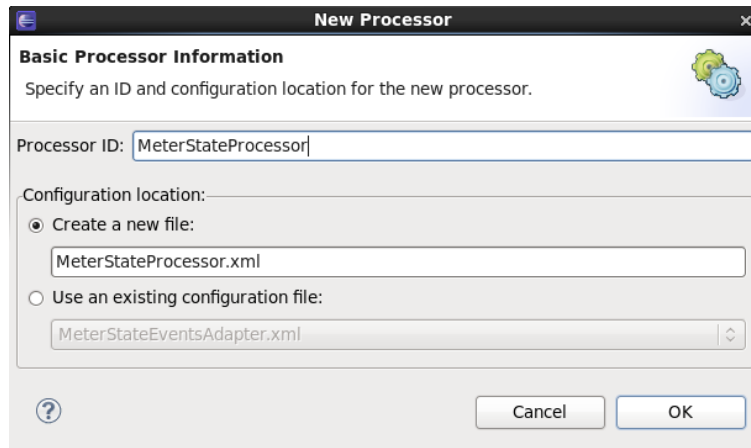 New Processor
Basic Processor Information
Specify an ID and configuration location for the new processor.
Processor ID: MeterStateProcessor
Configuration location:
Create a new file:
MeterStateProcessor.xml
Use an existing configuration file:
MeterStateEventsAdapter.xml
Cancel OK